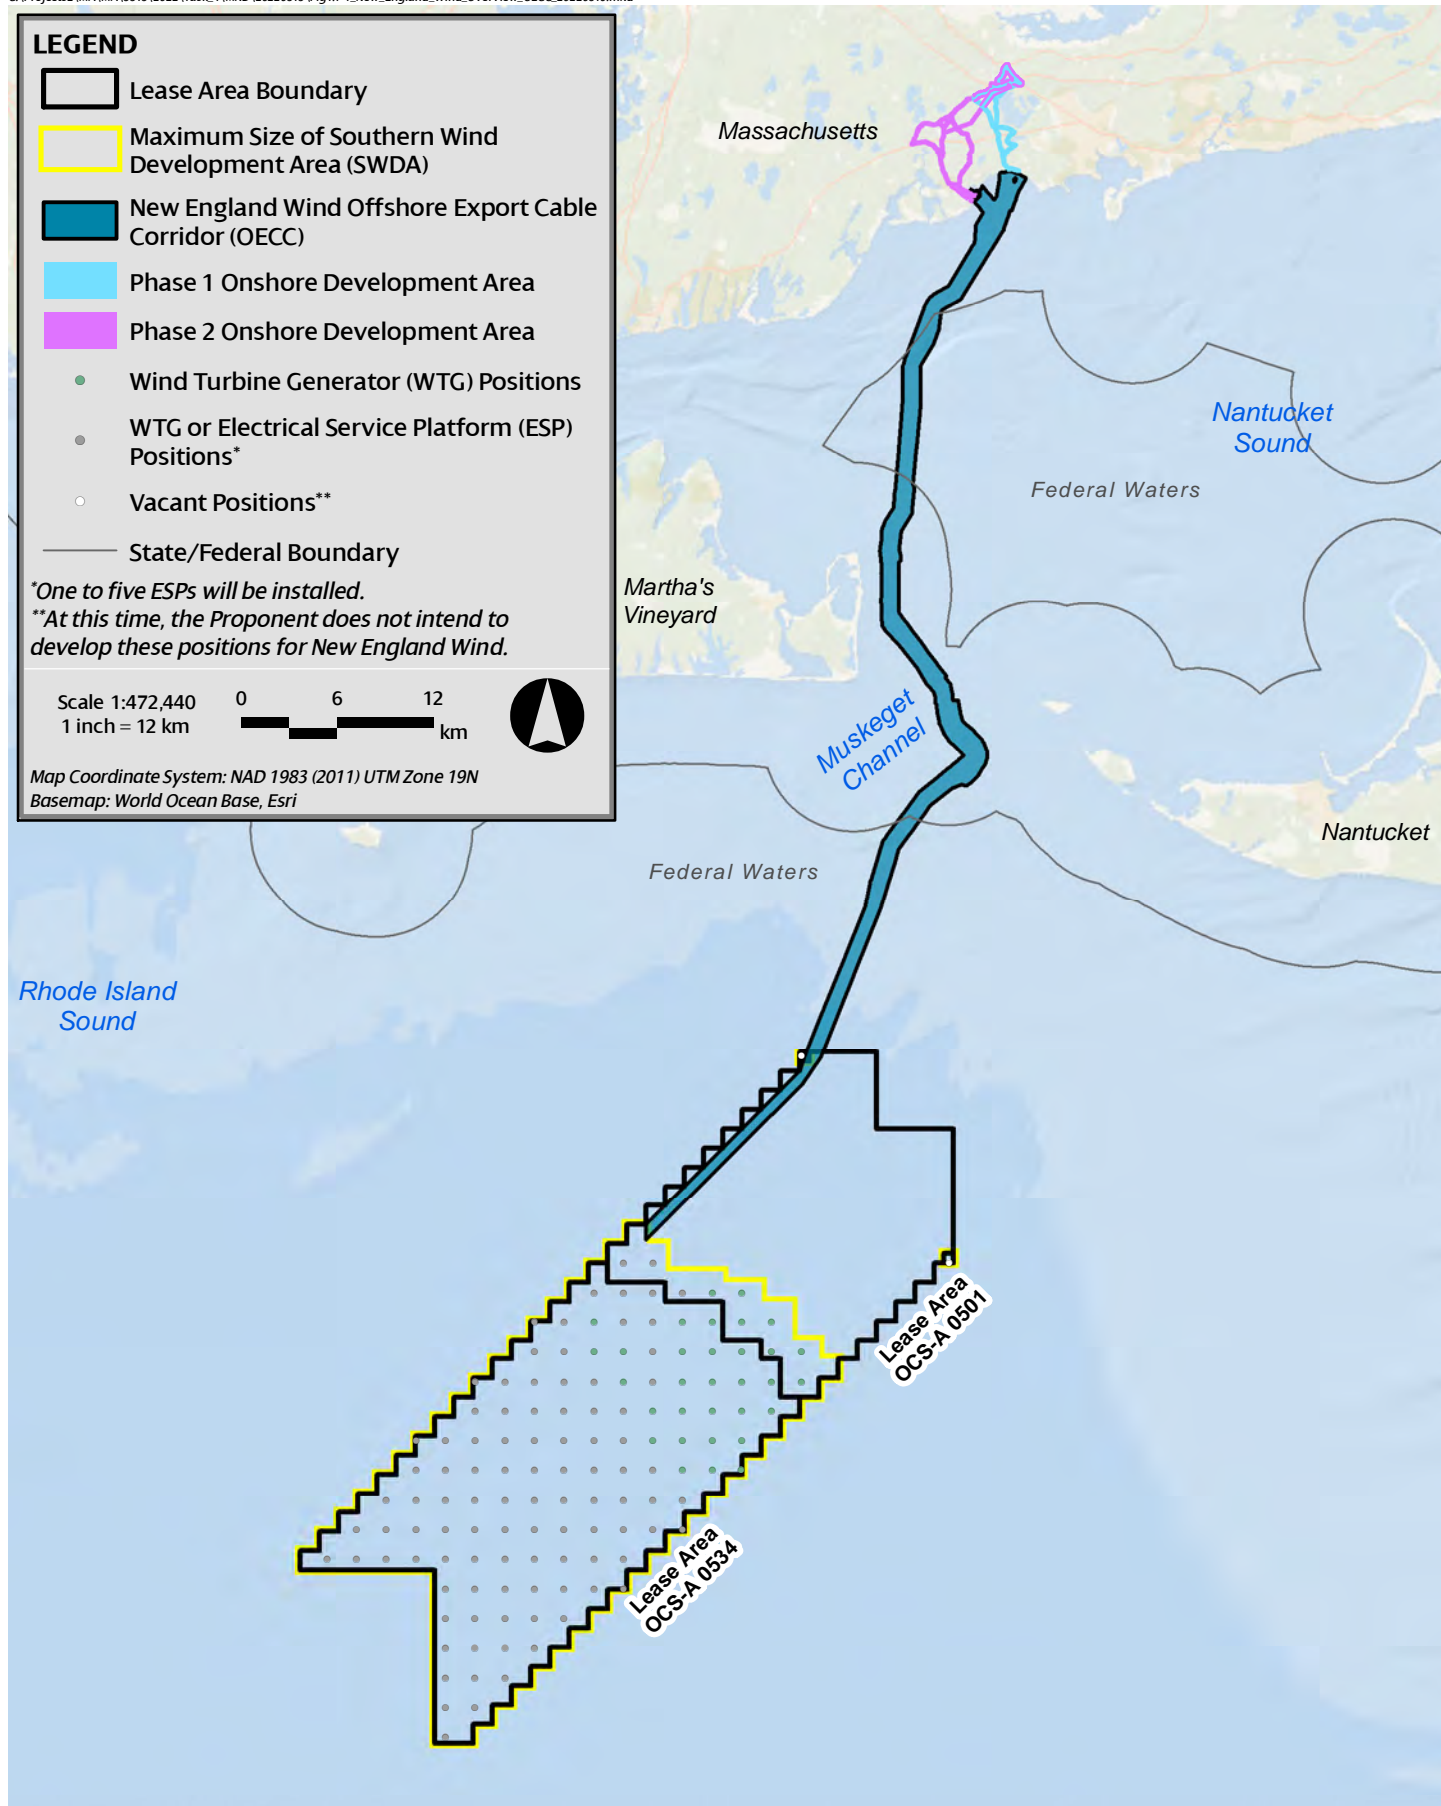 LEGEND
Lease Area Boundary
Maximum Size of Southern Wind
Development Area (SWDA)
New England Wind Offshore Export Cable
Corridor (OECC)
Phase 1 Onshore Development Area
Phase 2 Onshore Development Area
Wind Turbine Generator (WTG) Positions
WTG or Electrical Service Platform (ESP)
Positions*
Vacant Positions**
State/Federal Boundary
*One to five ESPs will be installed.
**At this time, the Proponent does not intend to
develop these positions for New England Wind.
Scale 1:472,440
1 inch = 12 km
0 6 12
km
Map Coordinate System: NAD 1983 (2011) UTM Zone 19N
Basemap: World Ocean Base, Esri
Massachusetts
Nantucket
Sound
Federal Waters
Martha's
Vineyard
Muskeget
Channel
Nantucket
Federal Waters
Rhode Island
Sound
Lease Area
OCS-A 0501
Lease Area
OCS-A 0534